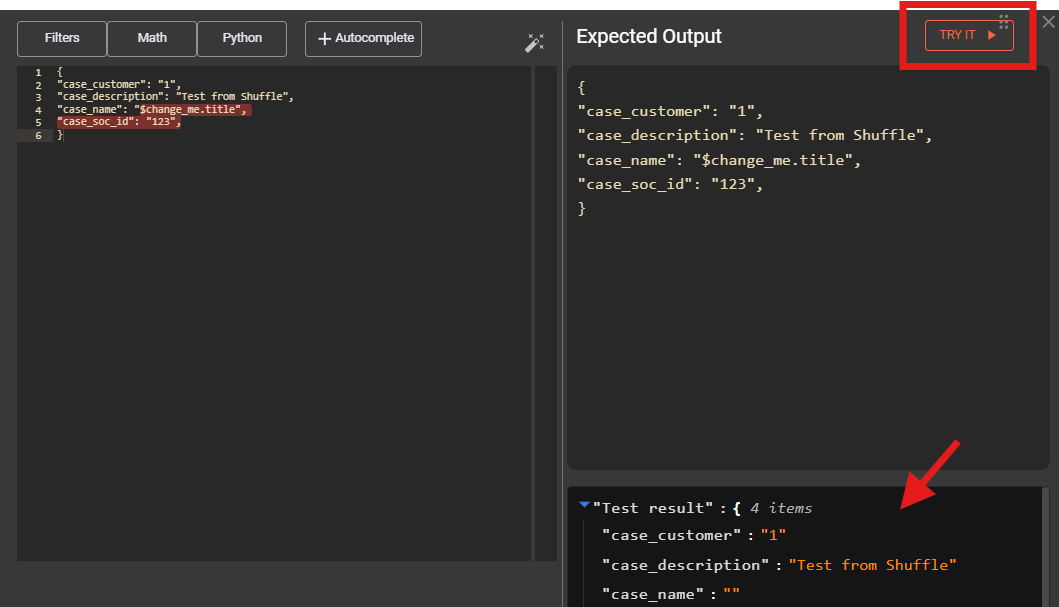 Filters Math Python + Autocomplete
1 {
2 "case_customer": "1",
3 "case_description": "Test from Shuffle",
4 "case_name": "$change_me.title",
5 "case_soc_id": "123",
6 }
Expected Output TRY IT
{
"case_customer": "1",
"case_description": "Test from Shuffle",
"case_name": "$change_me.title",
"case_soc_id": "123",
}
"Test result" : { 4 items
"case_customer" : "1"
"case_description" : "Test from Shuffle"
"case_name" : ""